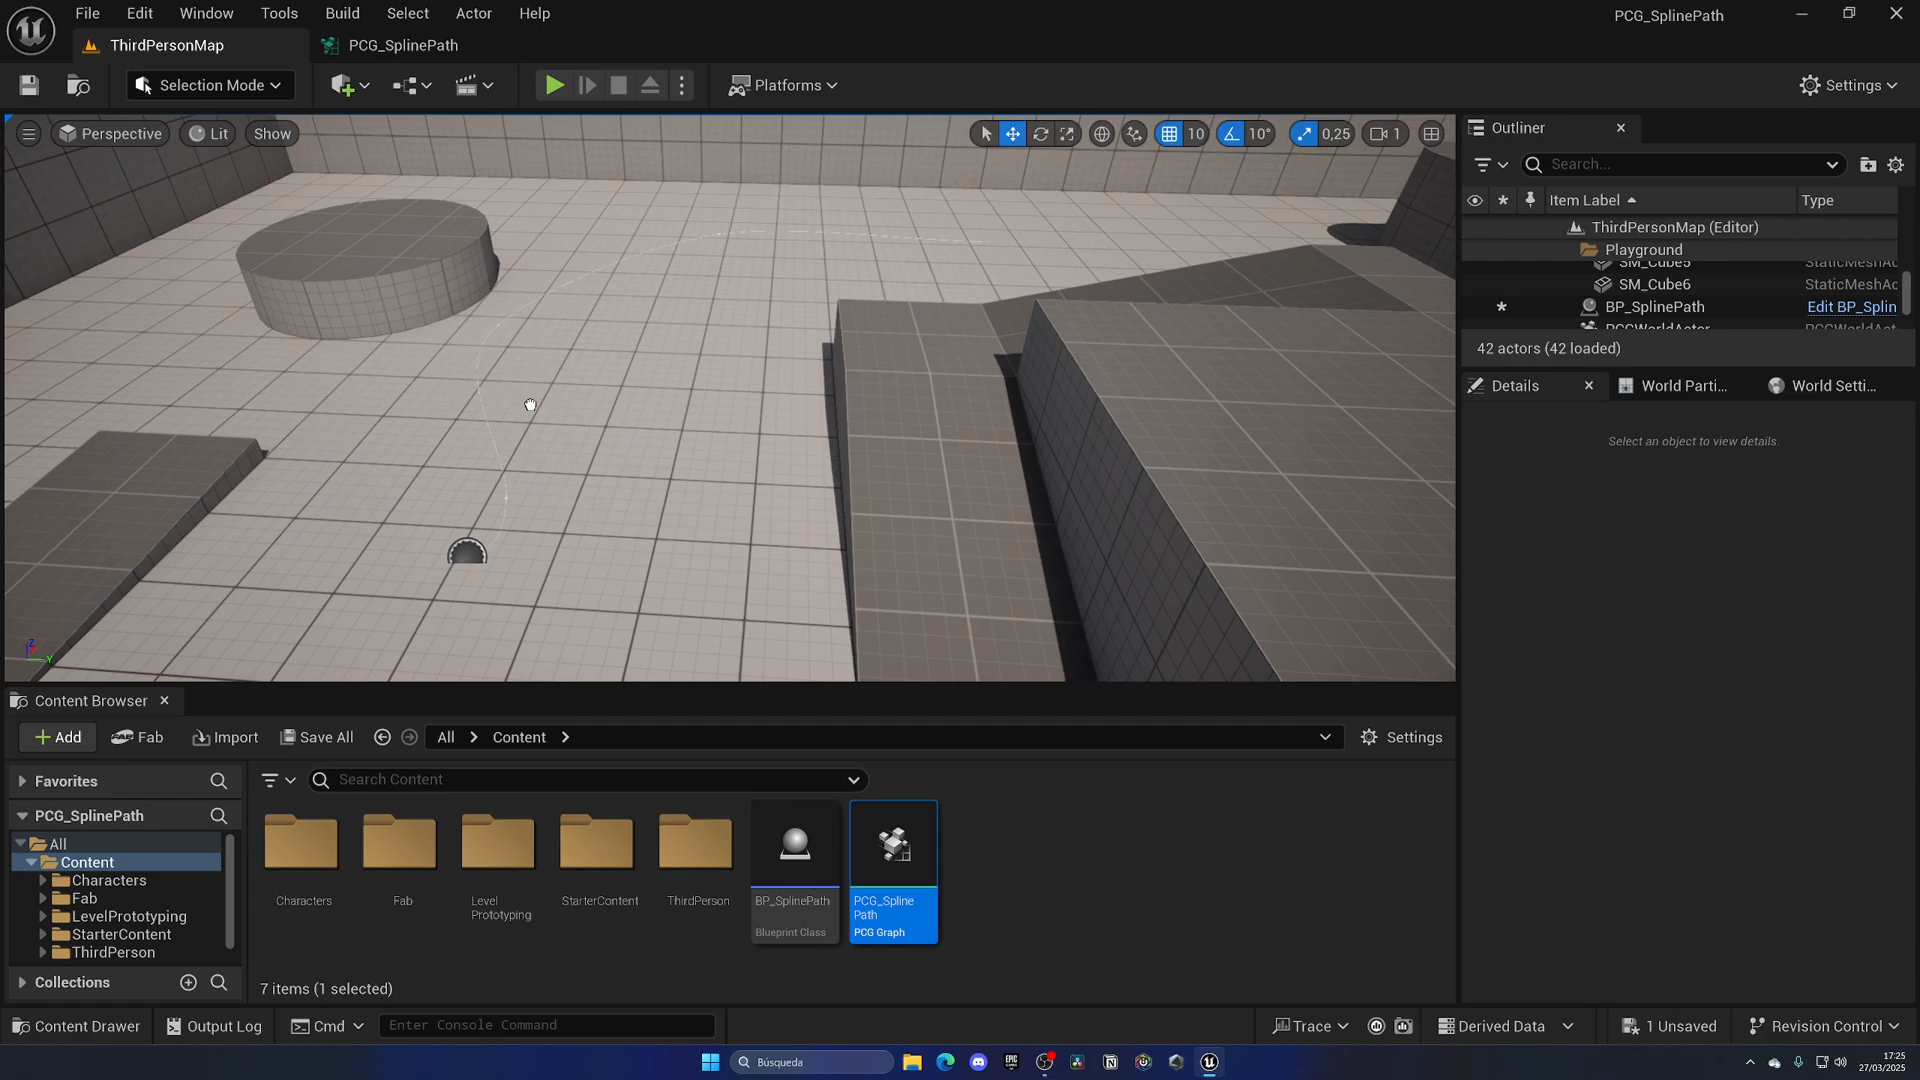 File Edit Window Tools Build Select Actor Help
PCG_SplinePath
ThirdPersonMap
PCG_SplinePath
Selection Mode
Platforms
Settings
Perspective
Lit
Show
10
10°
0,25
1
Outliner
Search...
Item Label
Type
ThirdPersonMap (Editor)
Playground
SM_Cube5 StaticMeshAc
SM_Cube6 StaticMeshAc
BP_SplinePath Edit BP_Splin
PCGWorldActor PCGWorldAct
42 actors (42 loaded)
Details
World Parti...
World Setti...
Select an object to view details.
Z
Y
Content Browser
Add
Fab
Import
Save All
All
Content
Settings
Favorites
PCG_SplinePath
All
Content
Characters
Fab
LevelPrototyping
StarterContent
ThirdPerson
Collections
Search Content
Characters
Fab
Level
Prototyping
StarterContent
ThirdPerson
BP_SplinePath
Blueprint Class
PCG_Spline
Path
PCG Graph
7 items (1 selected)
Content Drawer
Output Log
Cmd
Enter Console Command
Trace
Derived Data
1 Unsaved
Revision Control
Búsqueda
EPIC
17:25
27/03/2025